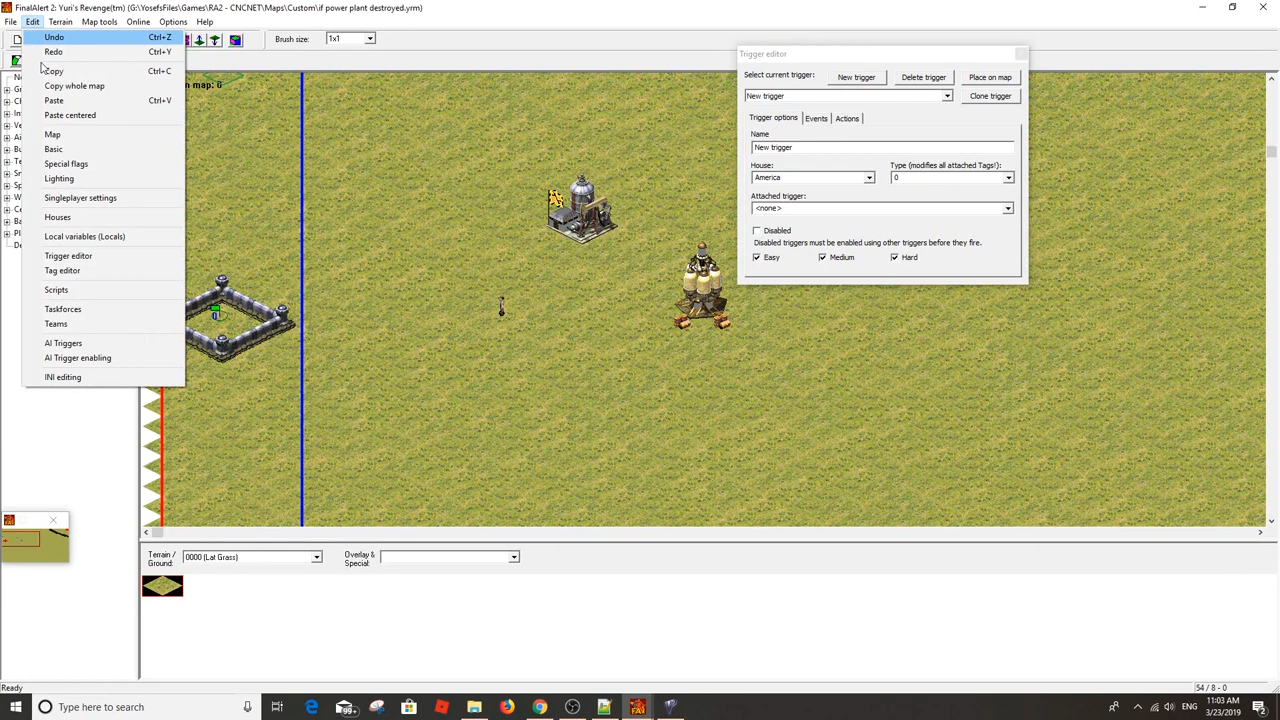 FinalAlert 2: Yuri's Revenge(tm) (G:\YosefsFiles\Games\RA2 - CNCNET\Maps\Custom\if power plant destroyed.yrm)
File Edit Terrain Map tools Online Options Help
Undo Ctrl+Z
Redo Ctrl+Y
Copy Ctrl+C
Copy whole map
Paste Ctrl+V
Paste centered
Map
Basic
Special flags
Lighting
Singleplayer settings
Houses
Local variables (Locals)
Trigger editor
Tag editor
Scripts
Taskforces
Teams
AI Triggers
AI Trigger enabling
INI editing
Brush size: 1x1
n map: 0
0
Trigger editor
Select current trigger: New trigger Delete trigger Place on map
New trigger Clone trigger
Trigger options Events Actions
Name
New trigger
House: Type (modifies all attached Tags!)
America 0
Attached trigger:
<none>
Disabled
Disabled triggers must be enabled using other triggers before they fire.
Easy Medium Hard
Terrain / Ground: 0000 (Lat Grass) Overlay & Special:
Ready 54 / 8 - 0
Type here to search
99+
FA2
ENG
11:03 AM
3/23/2019